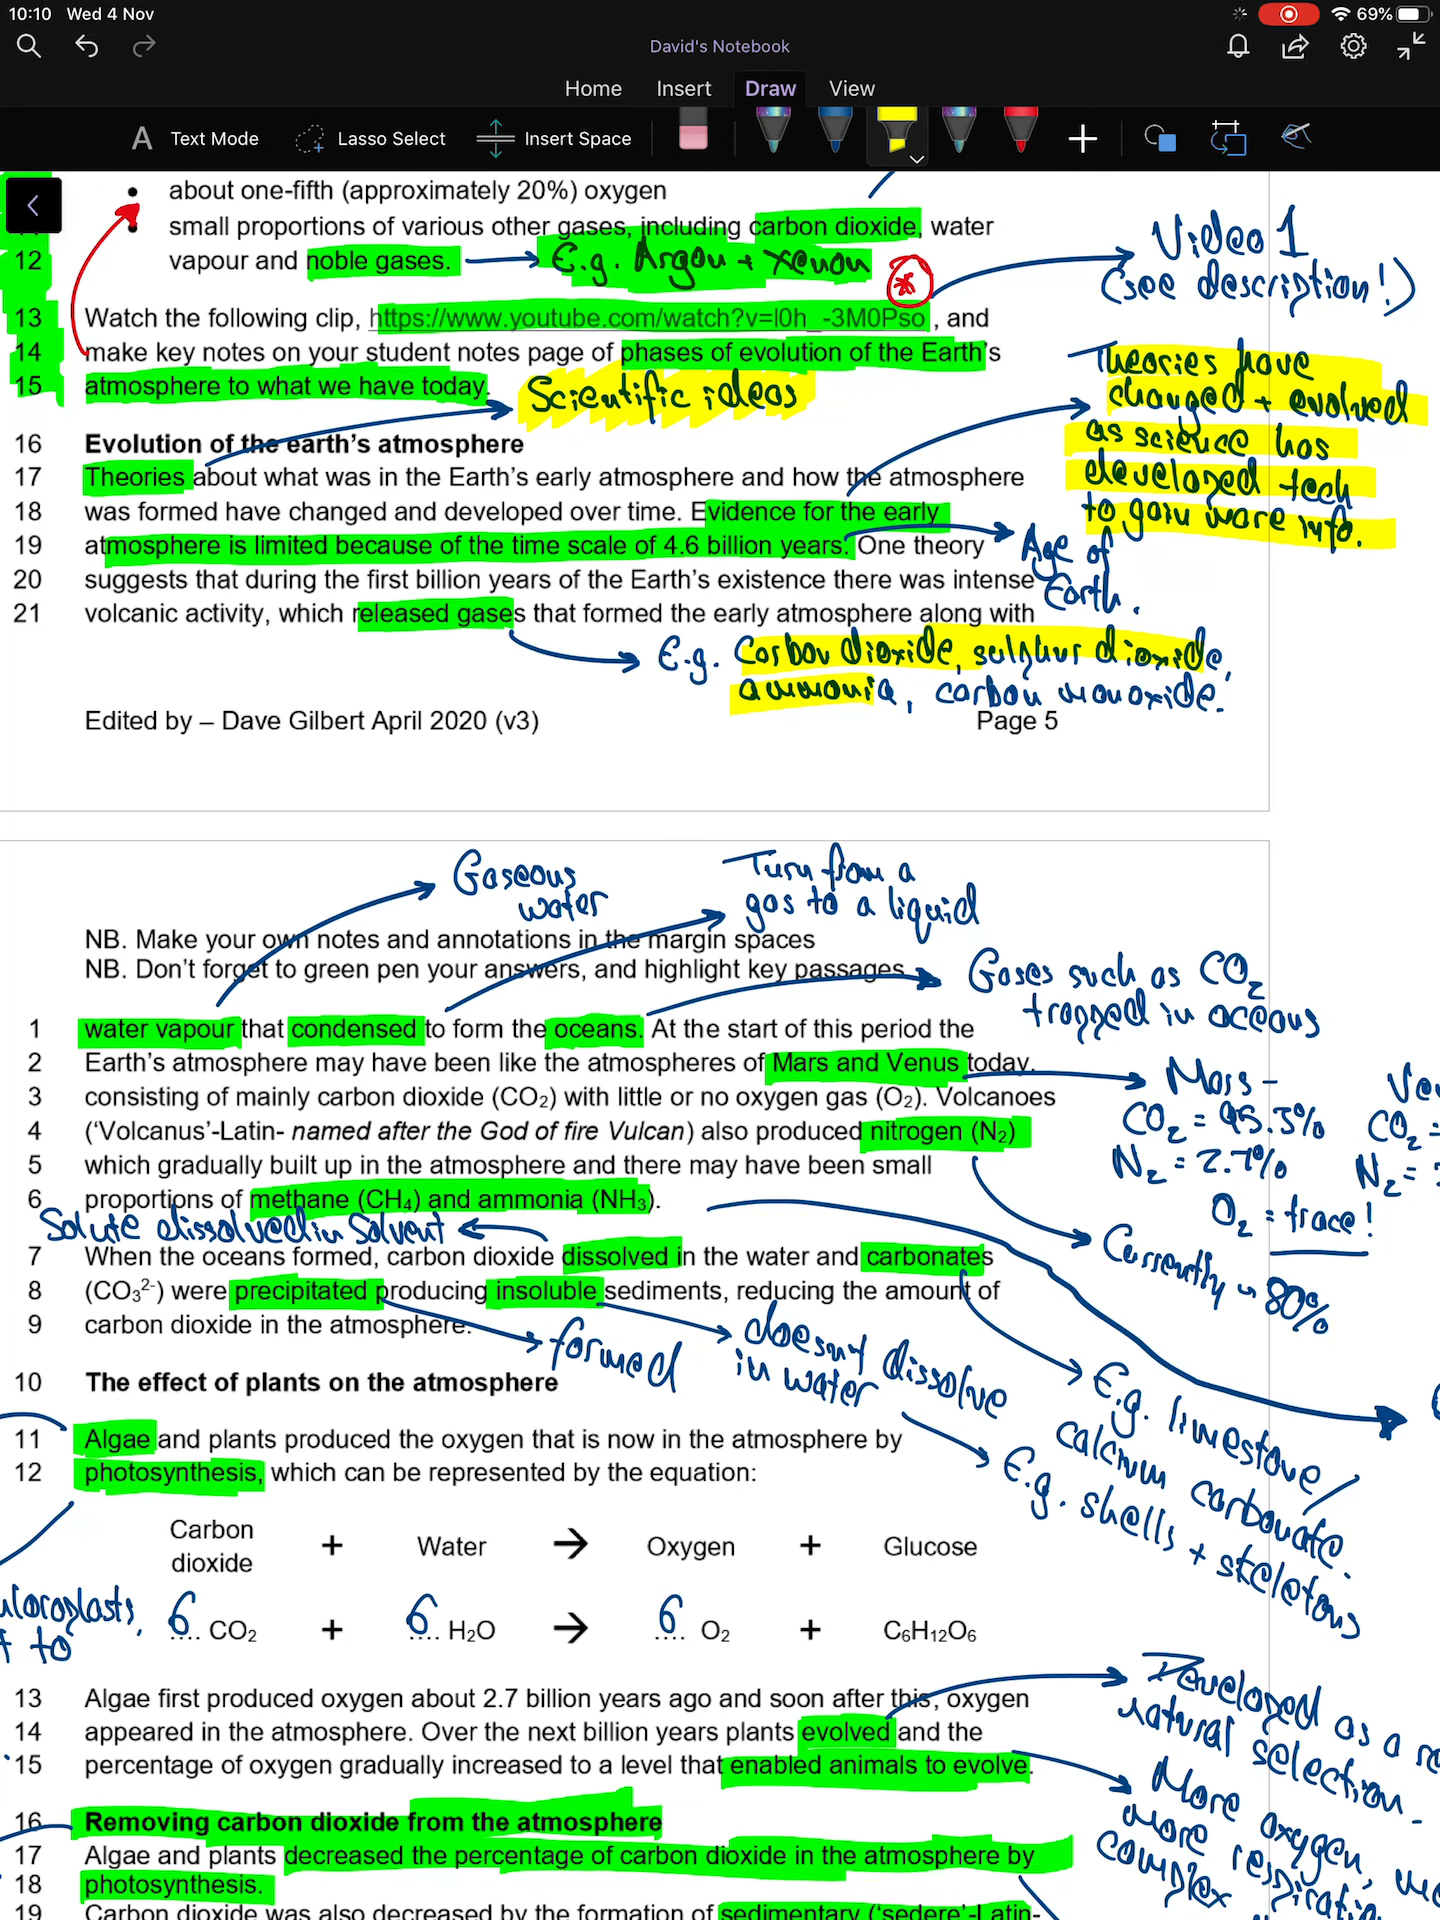 10:10 Wed 4 Nov
69%
David's Notebook
Home Insert Draw View
A Text Mode Lasso Select Insert Space
• about one-fifth (approximately 20%) oxygen
• small proportions of various other gases, including carbon dioxide, water
12 vapour and noble gases. E.g. Argon + Xenon
*
Video 1
(see description!)
13 Watch the following clip, https://www.youtube.com/watch?v=l0h_-3M0Pso , and
14 make key notes on your student notes page of phases of evolution of the Earth's
15 atmosphere to what we have today.
Scientific ideas
Theories have
changed + evolved
as science has
developed tech
to gain more info.
16 Evolution of the earth's atmosphere
17 Theories about what was in the Earth's early atmosphere and how the atmosphere
18 was formed have changed and developed over time. Evidence for the early
19 atmosphere is limited because of the time scale of 4.6 billion years. One theory
Age of
Earth.
20 suggests that during the first billion years of the Earth's existence there was intense
21 volcanic activity, which released gases that formed the early atmosphere along with
E.g. Carbon dioxide, sulphur dioxide,
ammonia, carbon monoxide.
Edited by – Dave Gilbert April 2020 (v3) Page 5
Gaseous
water
Turn from a
gas to a liquid
NB. Make your own notes and annotations in the margin spaces
NB. Don't forget to green pen your answers, and highlight key passages
Gases such as CO₂
trapped in oceans
1 water vapour that condensed to form the oceans. At the start of this period the
2 Earth's atmosphere may have been like the atmospheres of Mars and Venus today,
3 consisting of mainly carbon dioxide (CO₂) with little or no oxygen gas (O₂). Volcanoes
4 ('Volcanus'-Latin- named after the God of fire Vulcan) also produced nitrogen (N₂)
5 which gradually built up in the atmosphere and there may have been small
6 proportions of methane (CH₄) and ammonia (NH₃).
Mars -
CO₂ = 95.3%
N₂ = 2.7%
O₂ = trace!
CO₂ =
N₂ =
Currently ~ 80%
Solute dissolved in Solvent
7 When the oceans formed, carbon dioxide dissolved in the water and carbonates
8 (CO₃²⁻) were precipitated producing insoluble sediments, reducing the amount of
9 carbon dioxide in the atmosphere.
formed
doesn't dissolve
in water
E.g. limestone /
calcium carbonate.
E.g. shells + skeletons
10 The effect of plants on the atmosphere
11 Algae and plants produced the oxygen that is now in the atmosphere by
12 photosynthesis, which can be represented by the equation:
Carbon dioxide + Water → Oxygen + Glucose
6 CO₂ + 6 H₂O → 6 O₂ + C₆H₁₂O₆
to
13 Algae first produced oxygen about 2.7 billion years ago and soon after this, oxygen
14 appeared in the atmosphere. Over the next billion years plants evolved and the
15 percentage of oxygen gradually increased to a level that enabled animals to evolve.
Developed as a
natural selection.
More oxygen,
more
complex
16 Removing carbon dioxide from the atmosphere
17 Algae and plants decreased the percentage of carbon dioxide in the atmosphere by
18 photosynthesis.
19 Carbon dioxide was also decreased by the formation of sedimentary ('sedere'-Latin-